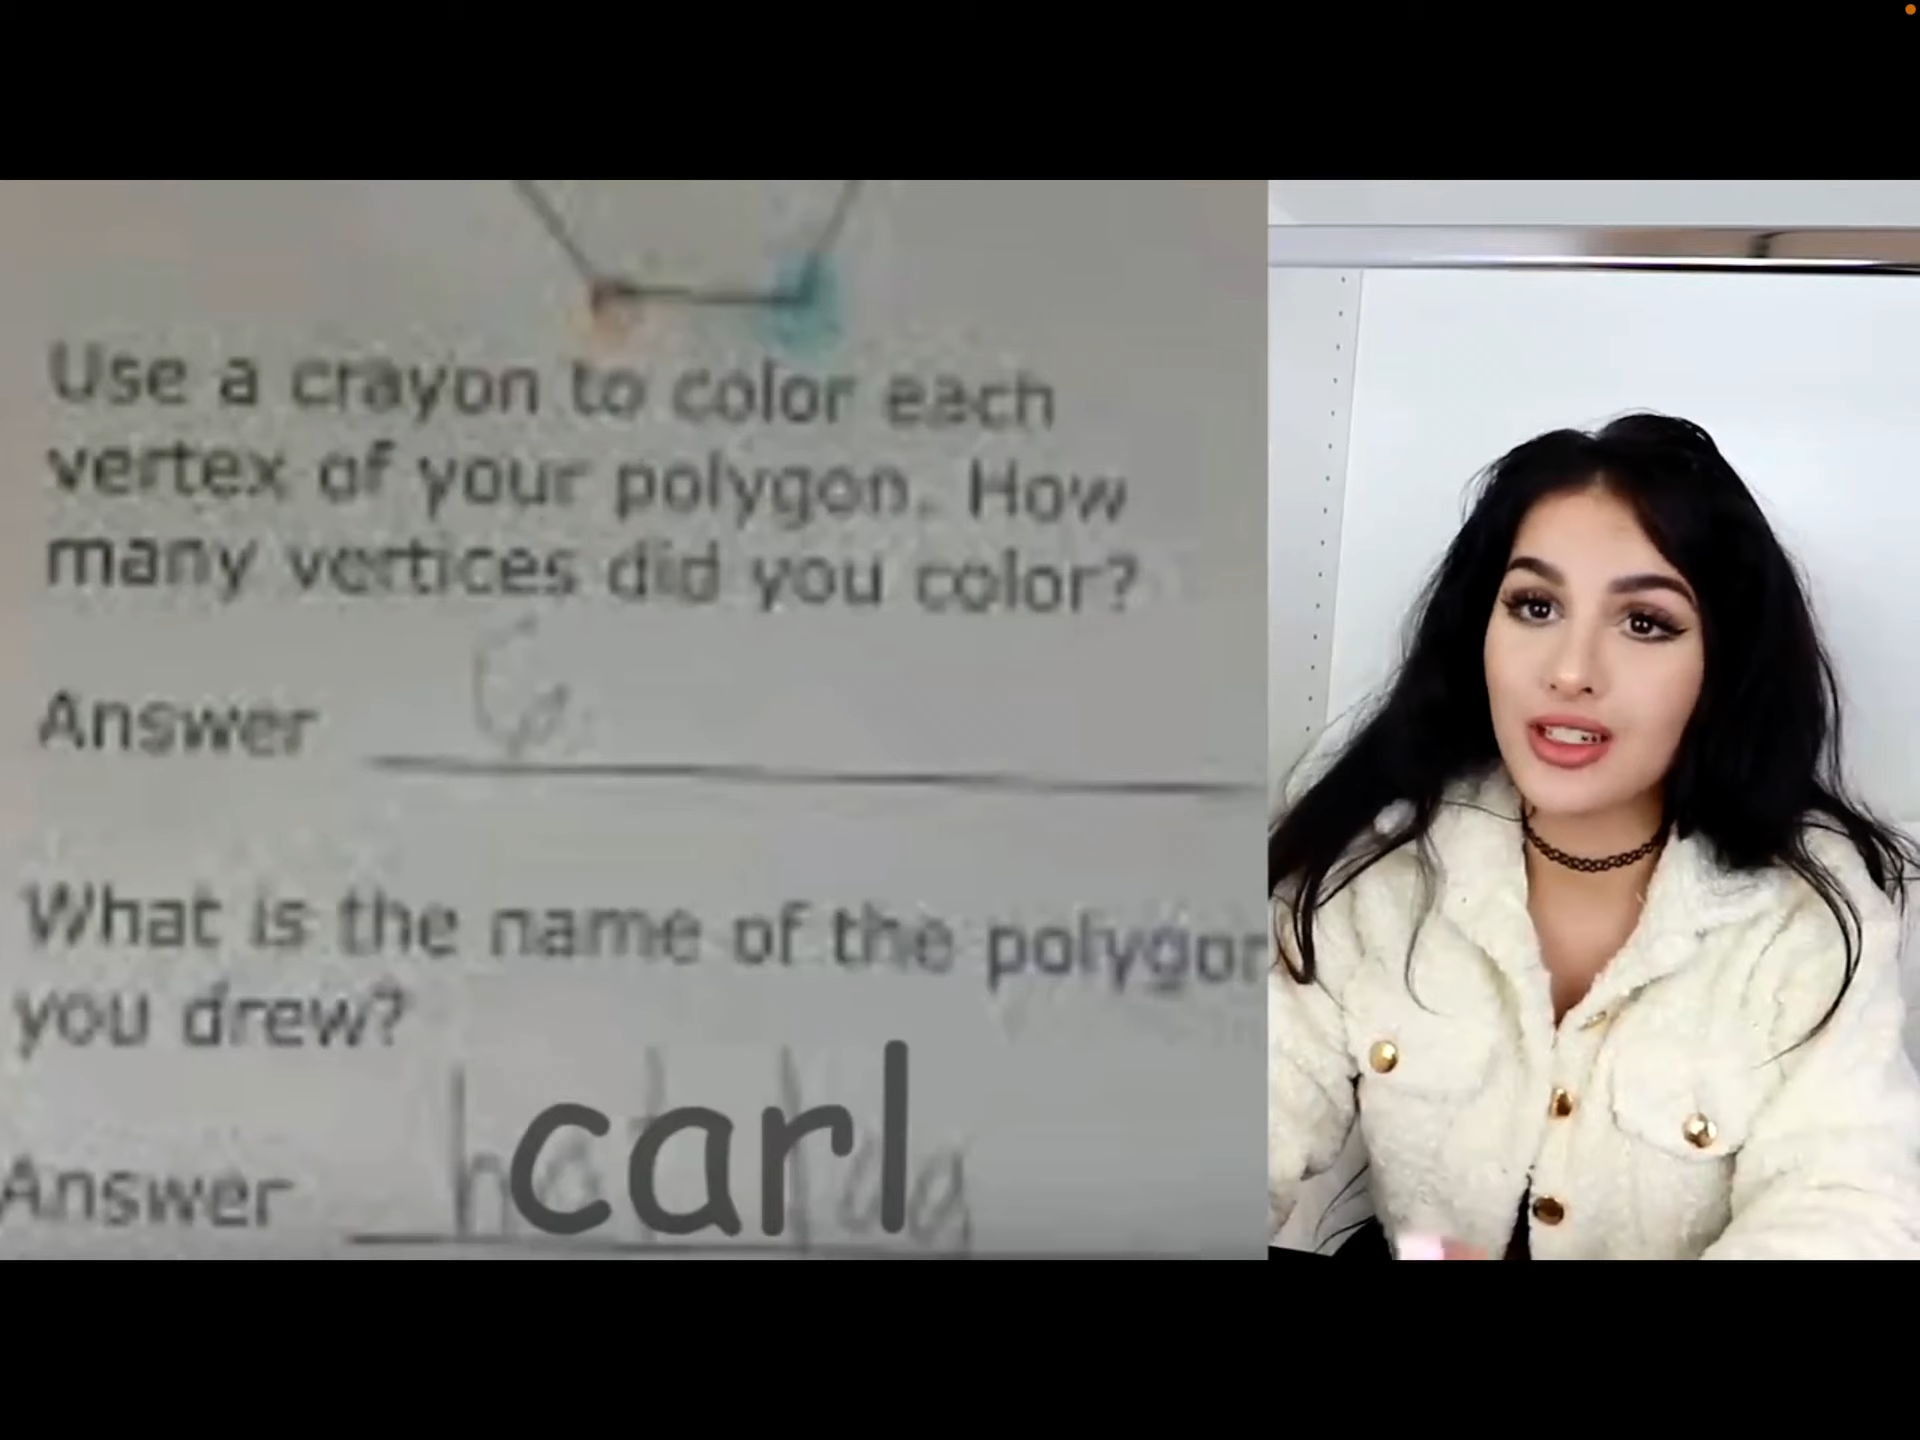 Use a crayon to color each
vertex of your polygon. How
many vertices did you color?
Answer 6
What is the name of the polygon
you drew?
Answer carl